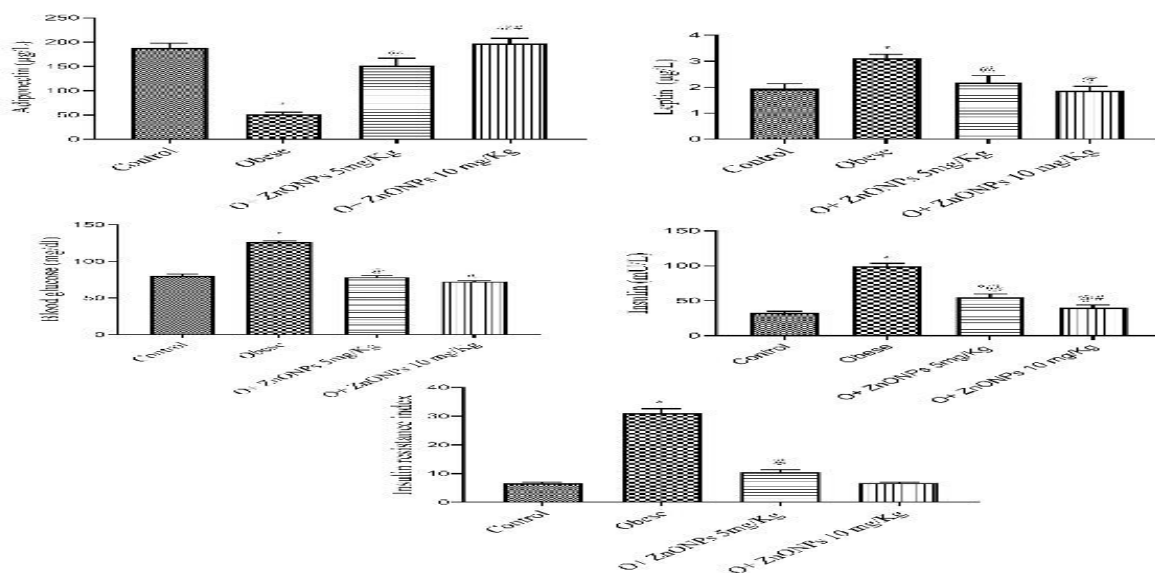 Adiponectin (µg/L)
250
200
150
100
50
0
Control
Obese
O+ ZnONPs 5mg/Kg
O+ ZnONPs 10 mg/Kg
Leptin (µg/L)
4
3
2
1
0
*
Control
Obese
O+ ZnONPs 5mg/Kg
O+ ZnONPs 10 mg/Kg
Blood glucose (mg/dl)
150
100
50
0
Control
Obese
O+ ZnONPs 5mg/Kg
O+ ZnONPs 10 mg/Kg
Insulin (mU/L)
150
100
50
0
Control
Obese
O+ ZnONPs 5mg/Kg
O+ ZnONPs 10 mg/Kg
Insulin resistance index
40
30
20
10
0
Control
Obese
O+ ZnONPs 5mg/Kg
O+ ZnONPs 10 mg/Kg